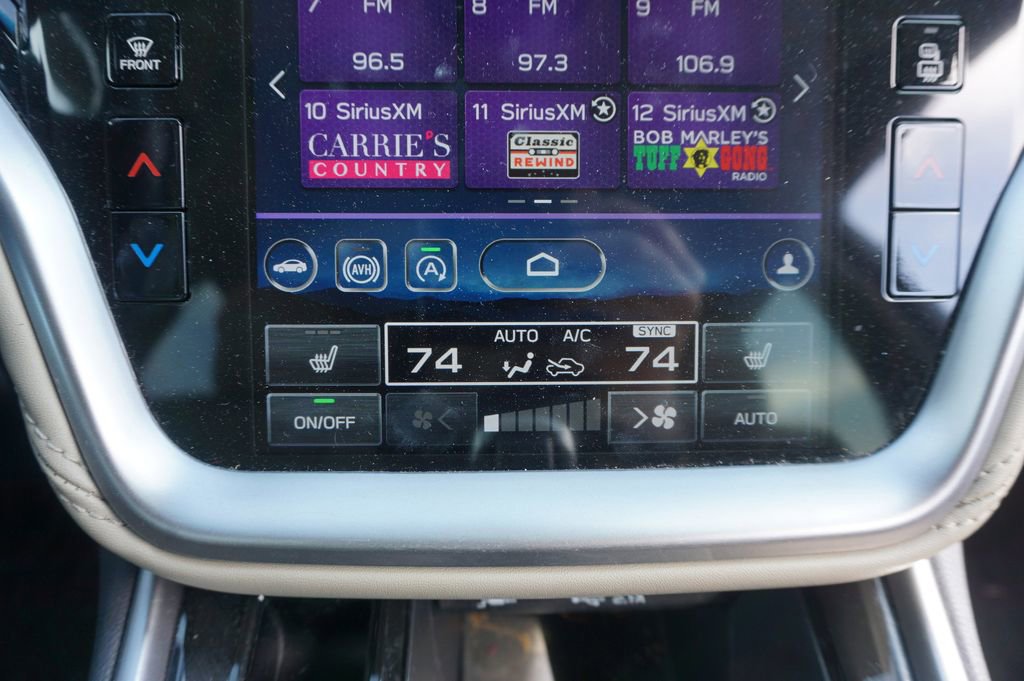 7 FM
8 FM
9 FM
FRONT
96.5
97.3
106.9
10 SiriusXM
11 SiriusXM
12 SiriusXM
CARRIE'S
COUNTRY
Classic
REWIND
BOB MARLEY'S
TUFF GONG
RADIO
AVH
A
AUTO A/C SYNC
74 74
ON/OFF
AUTO